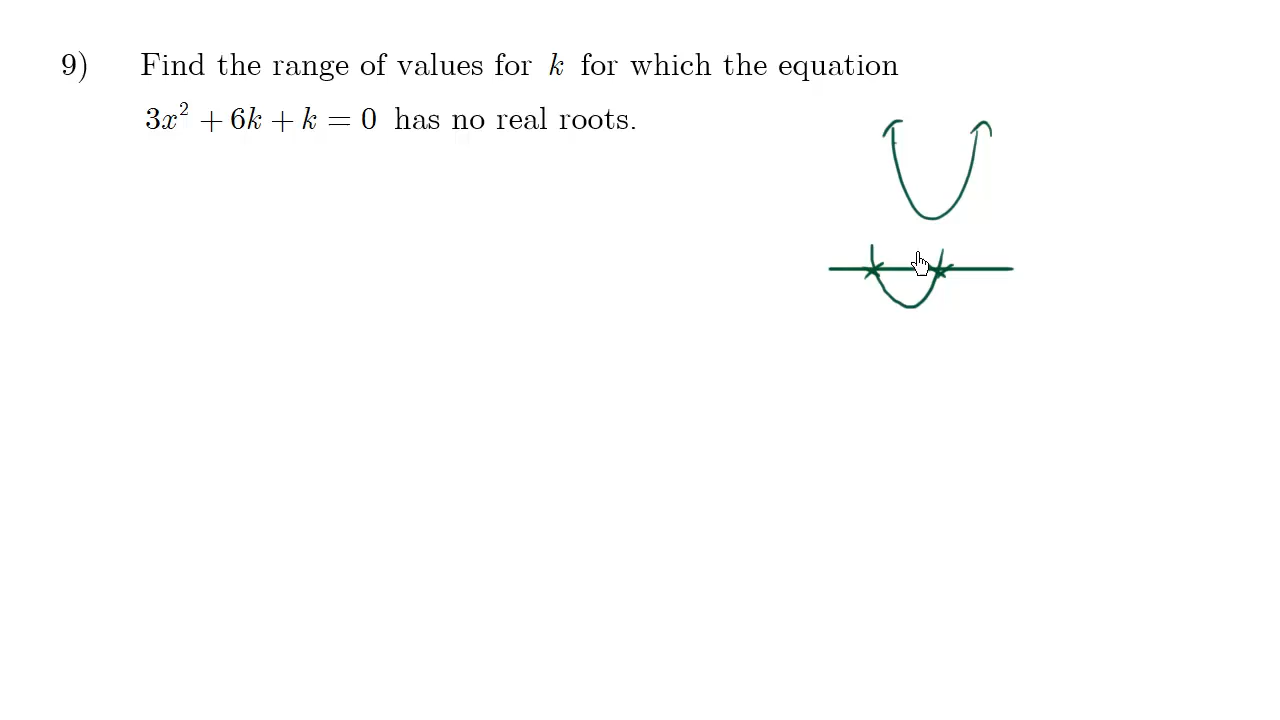 9) Find the range of values for k for which the equation
3x² + 6k + k = 0 has no real roots.